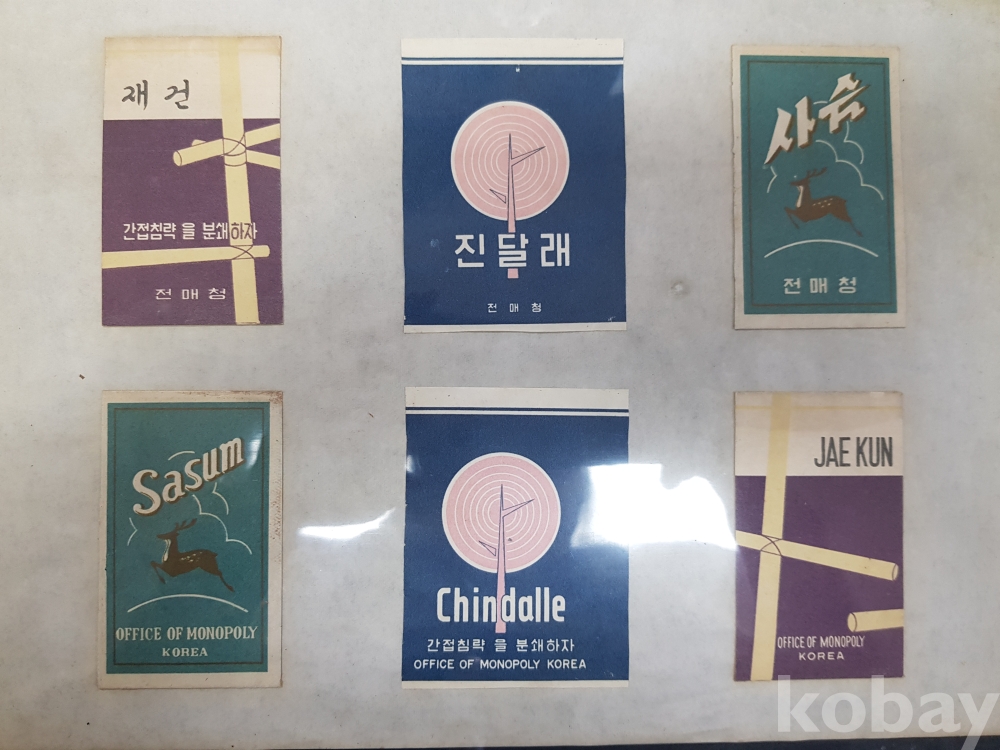 재건
간접침략 을 분쇄하자
전매청
진달래
전매청
사슴
전매청
Sasum
OFFICE OF MONOPOLY
KOREA
Chindalle
간접침략 을 분쇄하자
OFFICE OF MONOPOLY KOREA
JAE KUN
OFFICE OF MONOPOLY
KOREA
kobay